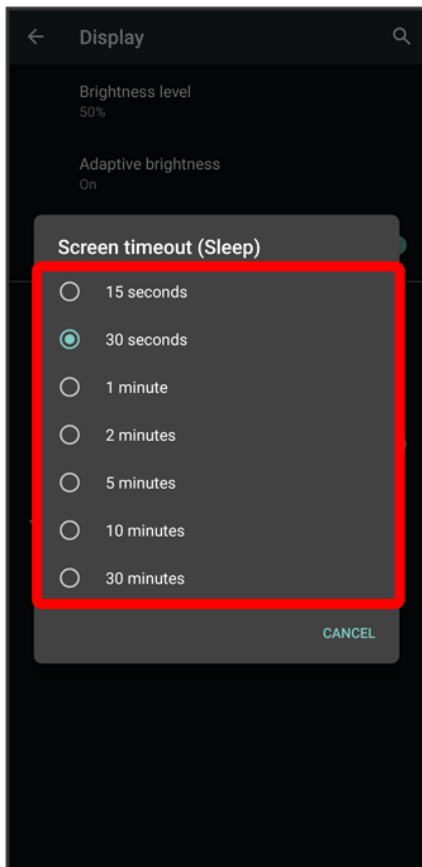 Display
Brightness level
50%
Adaptive brightness
On
Screen timeout (Sleep)
15 seconds
30 seconds
1 minute
2 minutes
5 minutes
10 minutes
30 minutes
CANCEL